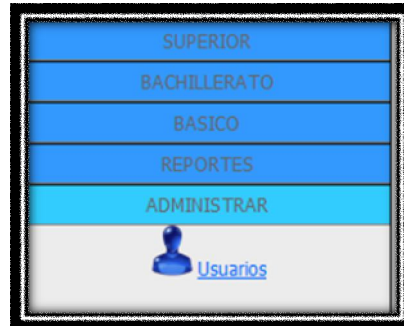 SUPERIOR
BACHILLERATO
BASICO
REPORTES
ADMINISTRAR
Usuarios